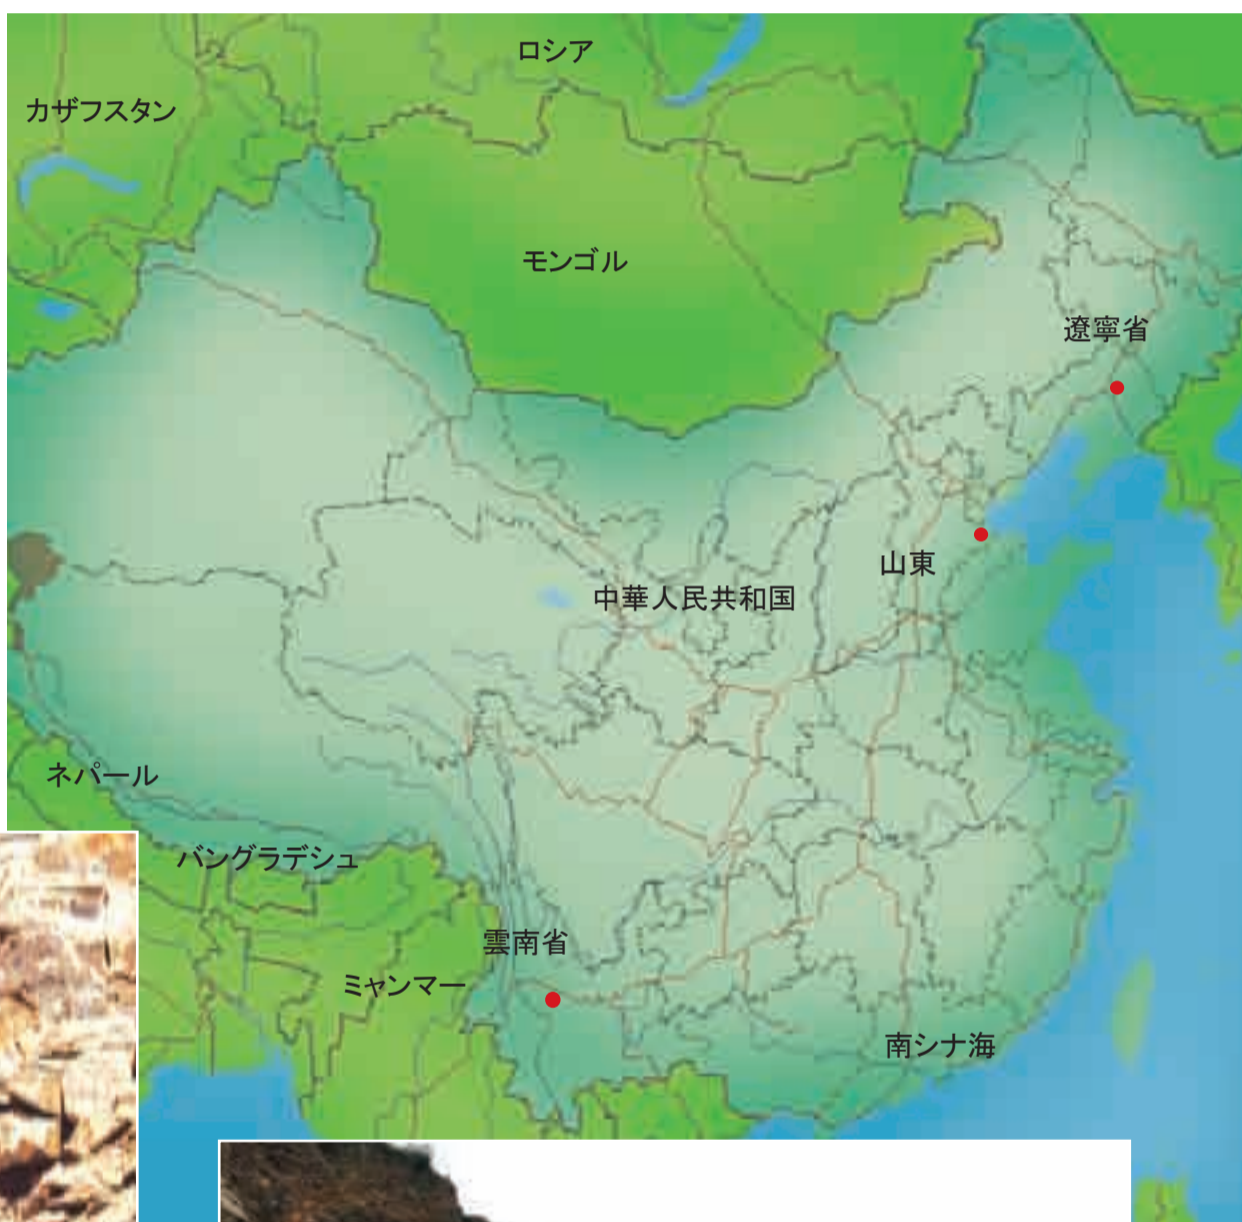 ロシア
カザフスタン
モンゴル
遼寧省
山東
中華人民共和国
ネパール
バングラデシュ
雲南省
ミャンマー
南シナ海